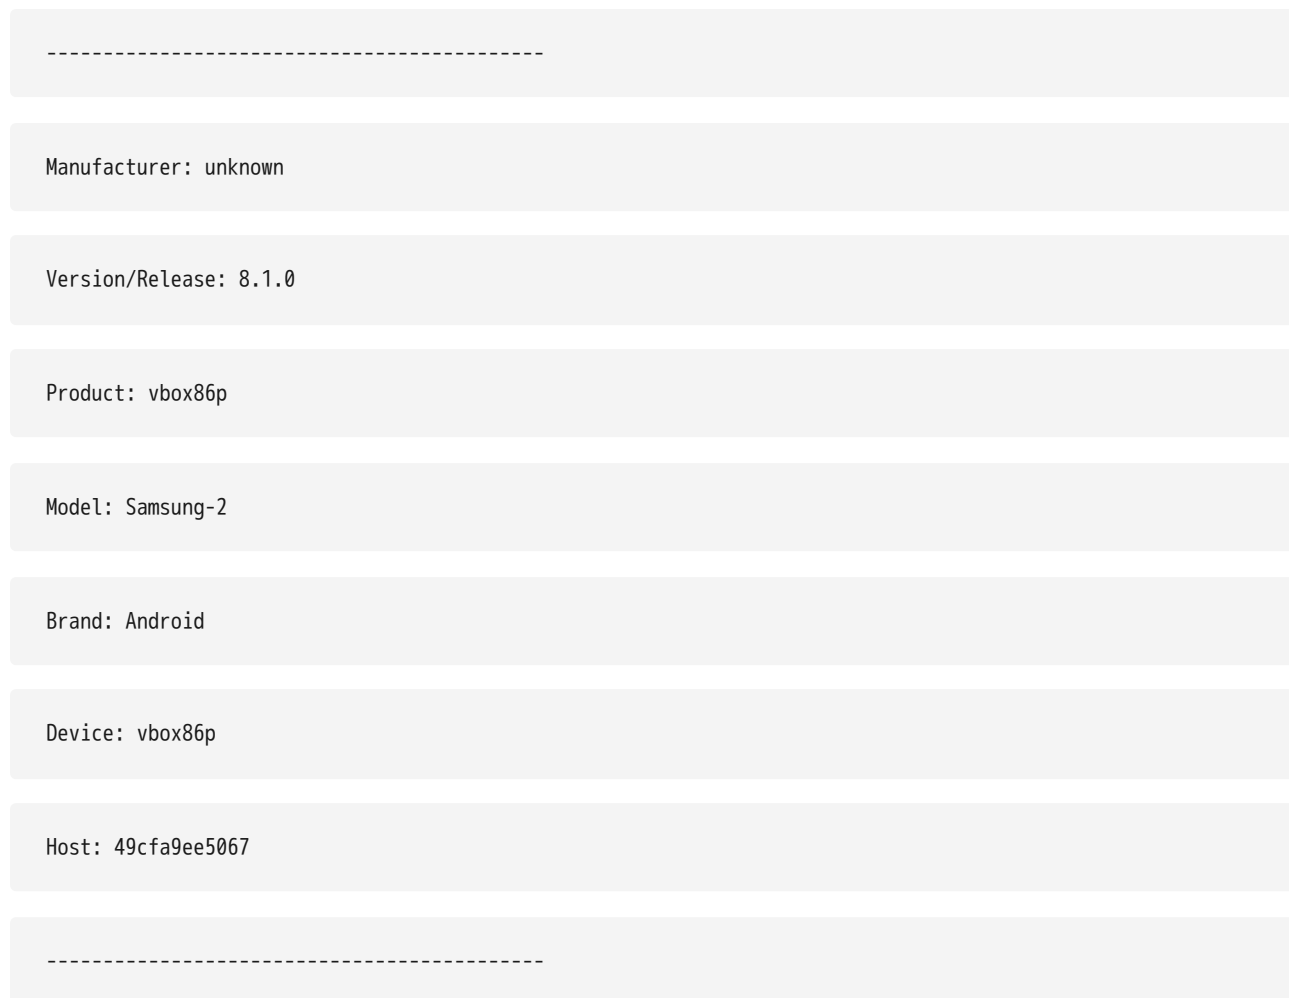 --------------------------------------------
Manufacturer: unknown
Version/Release: 8.1.0
Product: vbox86p
Model: Samsung-2
Brand: Android
Device: vbox86p
Host: 49cfa9ee5067
--------------------------------------------